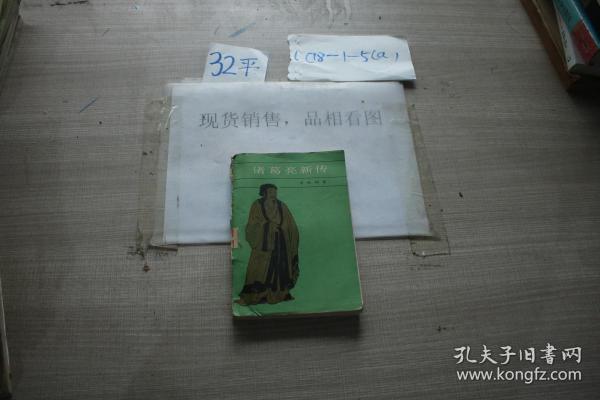 32平
(C18-1-5(a)
现货销售，品相看图
诸葛亮新传
孔夫子旧书网
www.kongfz.com